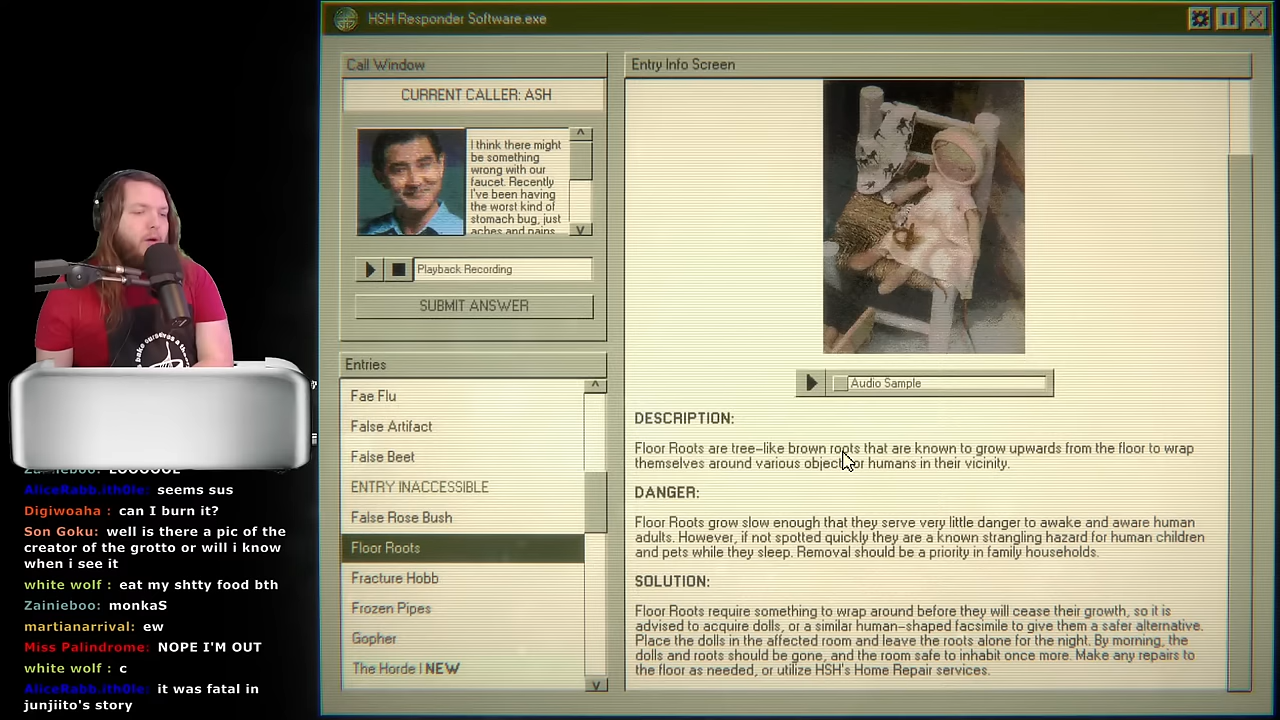 HSH Responder Software.exe
Call Window
CURRENT CALLER: ASH
I think there might
be something
wrong with our
faucet. Recently
I've been having
the worst kind of
stomach bug, just
aches and pains
Playback Recording
SUBMIT ANSWER
Entries
Fae Flu
False Artifact
False Beet
ENTRY INACCESSIBLE
False Rose Bush
Floor Roots
Fracture Hobb
Frozen Pipes
Gopher
The Horde | NEW
Entry Info Screen
Audio Sample
DESCRIPTION:
Floor Roots are tree-like brown roots that are known to grow upwards from the floor to wrap
themselves around various objects or humans in their vicinity.
DANGER:
Floor Roots grow slow enough that they serve very little danger to awake and aware human
adults. However, if not spotted quickly they are a known strangling hazard for human children
and pets while they sleep. Removal should be a priority in family households.
SOLUTION:
Floor Roots require something to wrap around before they will cease their growth, so it is
advised to acquire dolls, or a similar human-shaped facsimile to give them a safer alternative.
Place the dolls in the affected room and leave the roots alone for the night. By morning, the
dolls and roots should be gone, and the room safe to inhabit once more. Make any repairs to
the floor as needed, or utilize HSH's Home Repair services.
AliceRabb.ith0le: seems sus
Digiwoaha : can I burn it?
Son Goku: well is there a pic of the
creator of the grotto or will i know
when i see it
white wolf : eat my shtty food bth
Zainieboo: monkaS
martianarrival: ew
Miss Palindrome: NOPE I'M OUT
white wolf : c
AliceRabb.ith0le: it was fatal in
junjiito's story